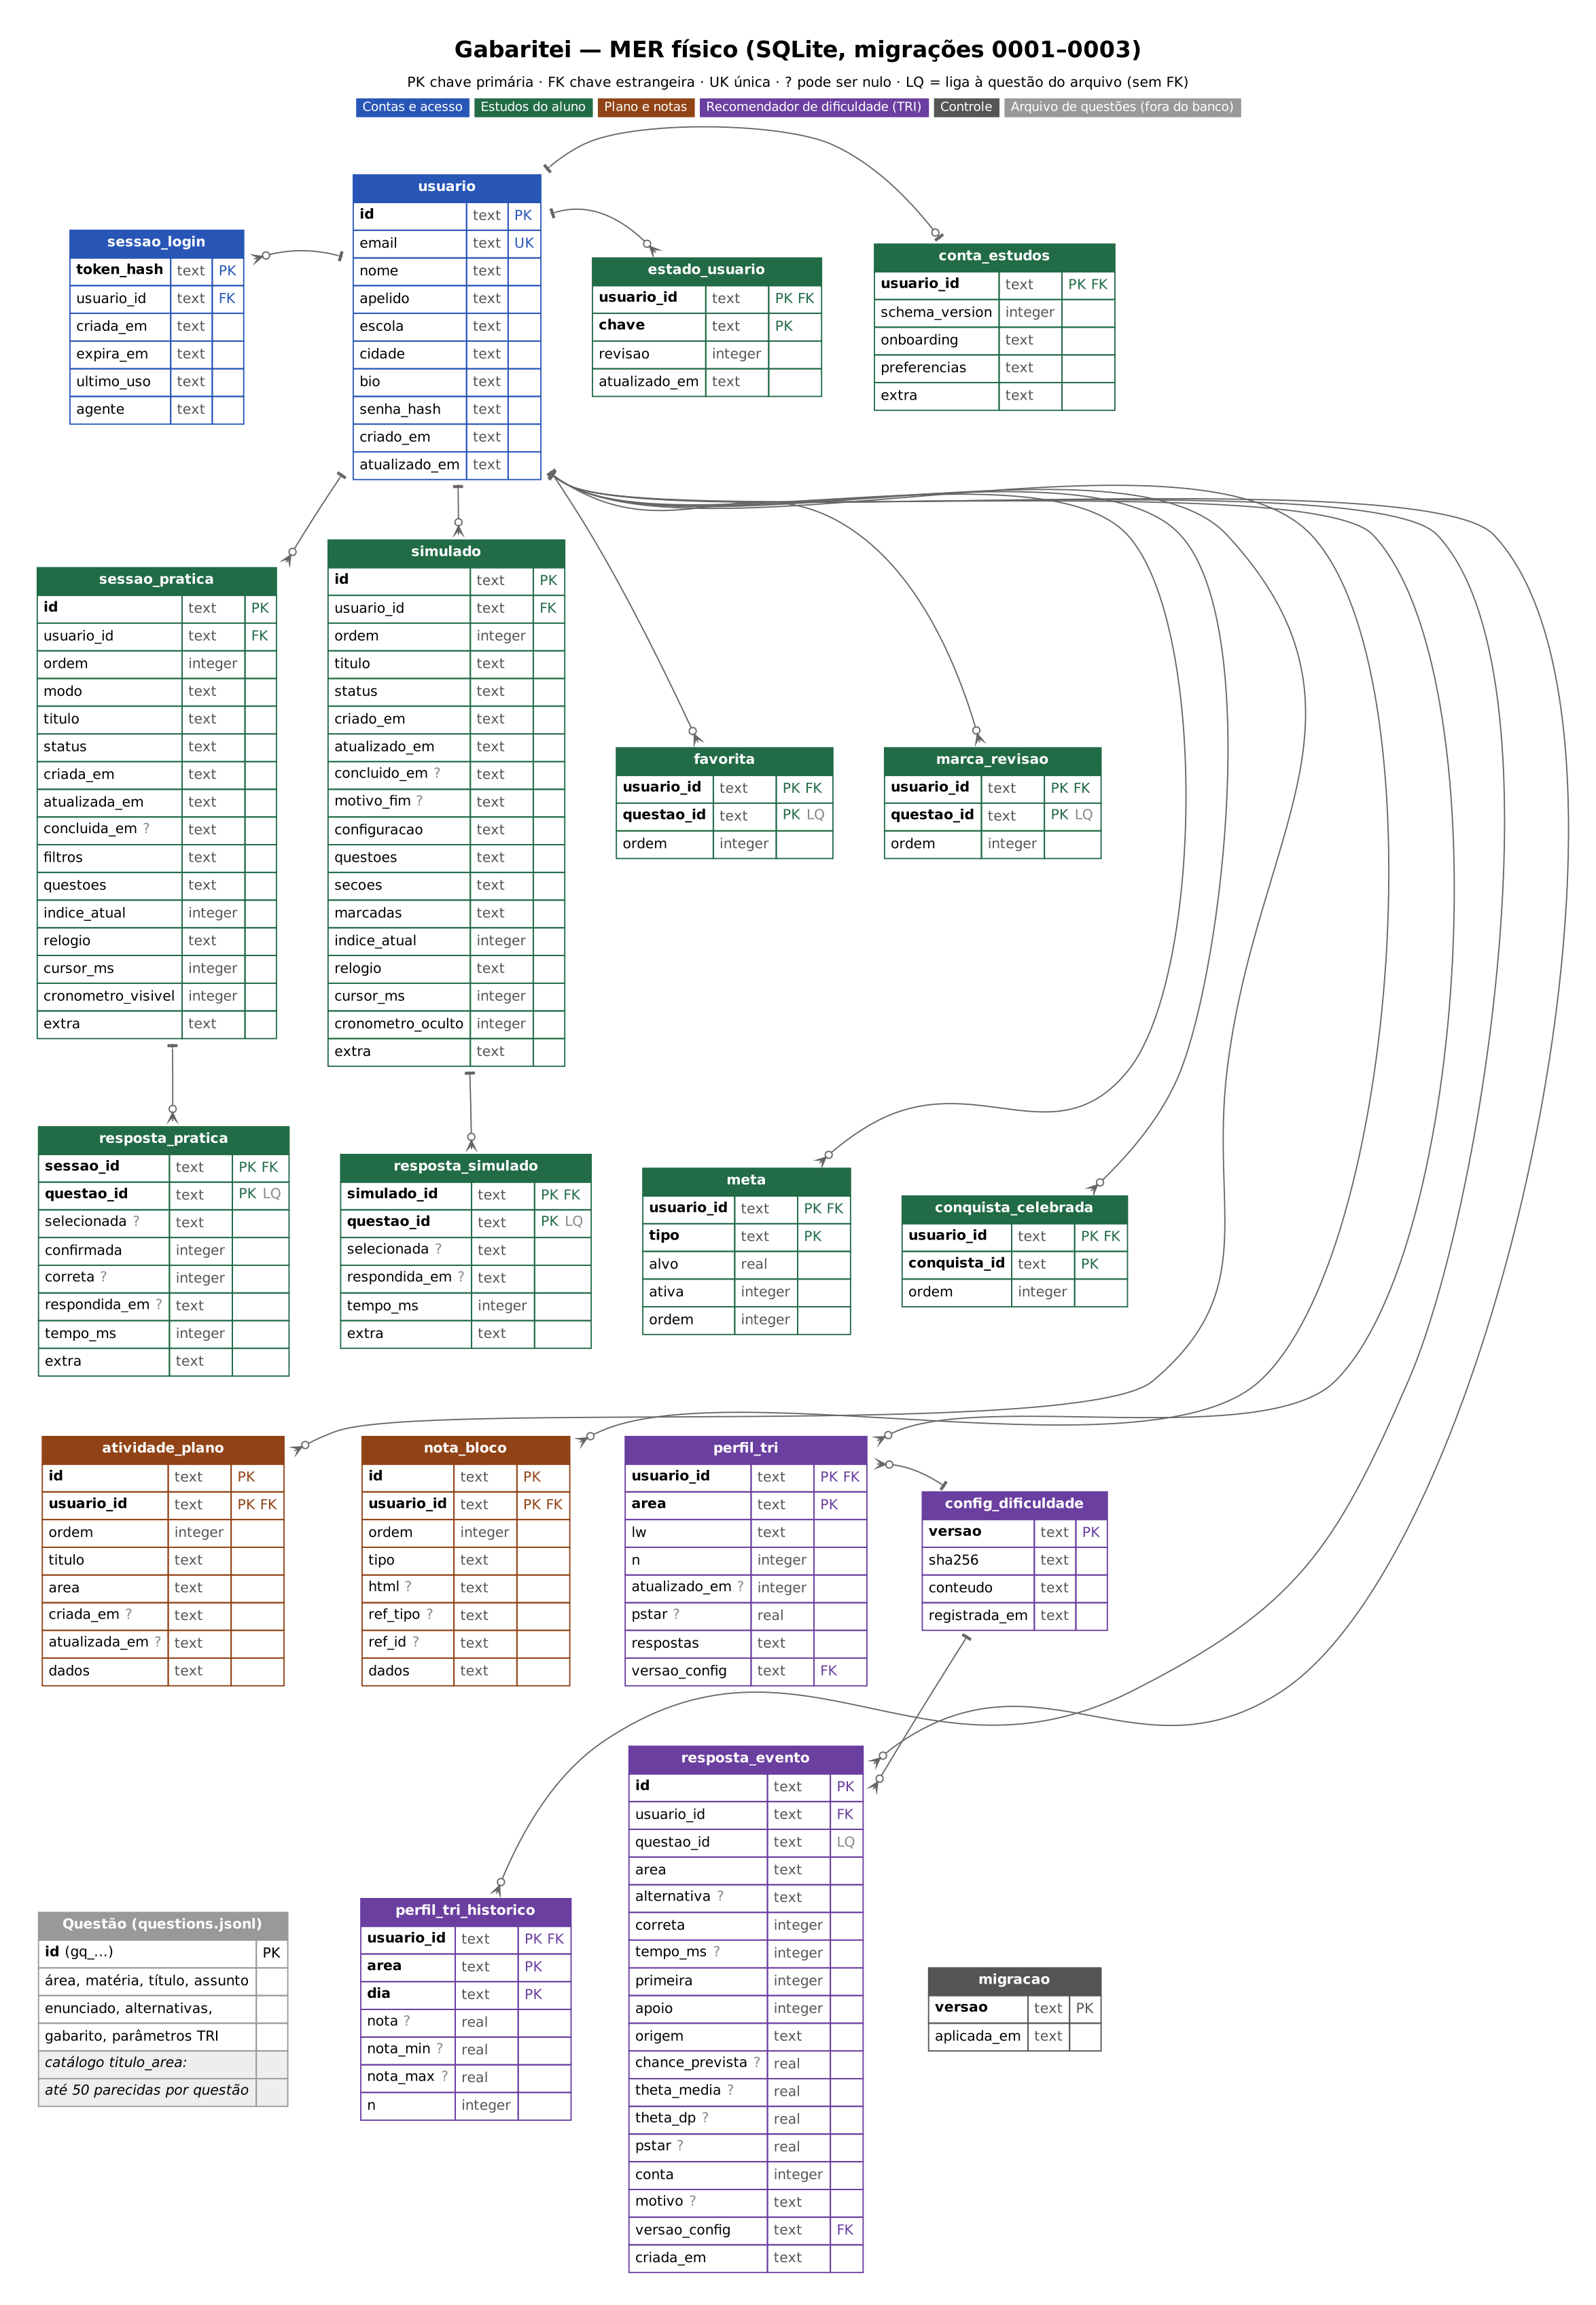 Gabaritei — MER físico (SQLite, migrações 0001–0003)
PK chave primária · FK chave estrangeira · UK única · ? pode ser nulo · LQ = liga à questão do arquivo (sem FK)
Contas e acesso Estudos do aluno Plano e notas Recomendador de dificuldade (TRI) Controle Arquivo de questões (fora do banco)
usuario
id text PK
email text UK
nome text
apelido text
escola text
cidade text
bio text
senha_hash text
criado_em text
atualizado_em text
sessao_login
token_hash text PK
usuario_id text FK
criada_em text
expira_em text
ultimo_uso text
agente text
estado_usuario
usuario_id text PK FK
chave text PK
revisao integer
atualizado_em text
conta_estudos
usuario_id text PK FK
schema_version integer
onboarding text
preferencias text
extra text
sessao_pratica
id text PK
usuario_id text FK
ordem integer
modo text
titulo text
status text
criada_em text
atualizada_em text
concluida_em ? text
filtros text
questoes text
indice_atual integer
relogio text
cursor_ms integer
cronometro_visivel integer
extra text
simulado
id text PK
usuario_id text FK
ordem integer
titulo text
status text
criado_em text
atualizado_em text
concluido_em ? text
motivo_fim ? text
configuracao text
questoes text
secoes text
marcadas text
indice_atual integer
relogio text
cursor_ms integer
cronometro_oculto integer
extra text
favorita
usuario_id text PK FK
questao_id text PK LQ
ordem integer
marca_revisao
usuario_id text PK FK
questao_id text PK LQ
ordem integer
resposta_pratica
sessao_id text PK FK
questao_id text PK LQ
selecionada ? text
confirmada integer
correta ? integer
respondida_em ? text
tempo_ms integer
extra text
resposta_simulado
simulado_id text PK FK
questao_id text PK LQ
selecionada ? text
respondida_em ? text
tempo_ms integer
extra text
meta
usuario_id text PK FK
tipo text PK
alvo real
ativa integer
ordem integer
conquista_celebrada
usuario_id text PK FK
conquista_id text PK
ordem integer
atividade_plano
id text PK
usuario_id text PK FK
ordem integer
titulo text
area text
criada_em ? text
atualizada_em ? text
dados text
nota_bloco
id text PK
usuario_id text PK FK
ordem integer
tipo text
html ? text
ref_tipo ? text
ref_id ? text
dados text
perfil_tri
usuario_id text PK FK
area text PK
lw text
n integer
atualizado_em ? integer
pstar ? real
respostas text
versao_config text FK
config_dificuldade
versao text PK
sha256 text
conteudo text
registrada_em text
resposta_evento
id text PK
usuario_id text FK
questao_id text LQ
area text
alternativa ? text
correta integer
tempo_ms ? integer
primeira integer
apoio integer
origem text
chance_prevista ? real
theta_media ? real
theta_dp ? real
pstar ? real
conta integer
motivo ? text
versao_config text FK
criada_em text
Questão (questions.jsonl)
id (gq_...) PK
área, matéria, título, assunto
enunciado, alternativas,
gabarito, parâmetros TRI
catálogo titulo_area:
até 50 parecidas por questão
perfil_tri_historico
usuario_id text PK FK
area text PK
dia text PK
nota ? real
nota_min ? real
nota_max ? real
n integer
migracao
versao text PK
aplicada_em text